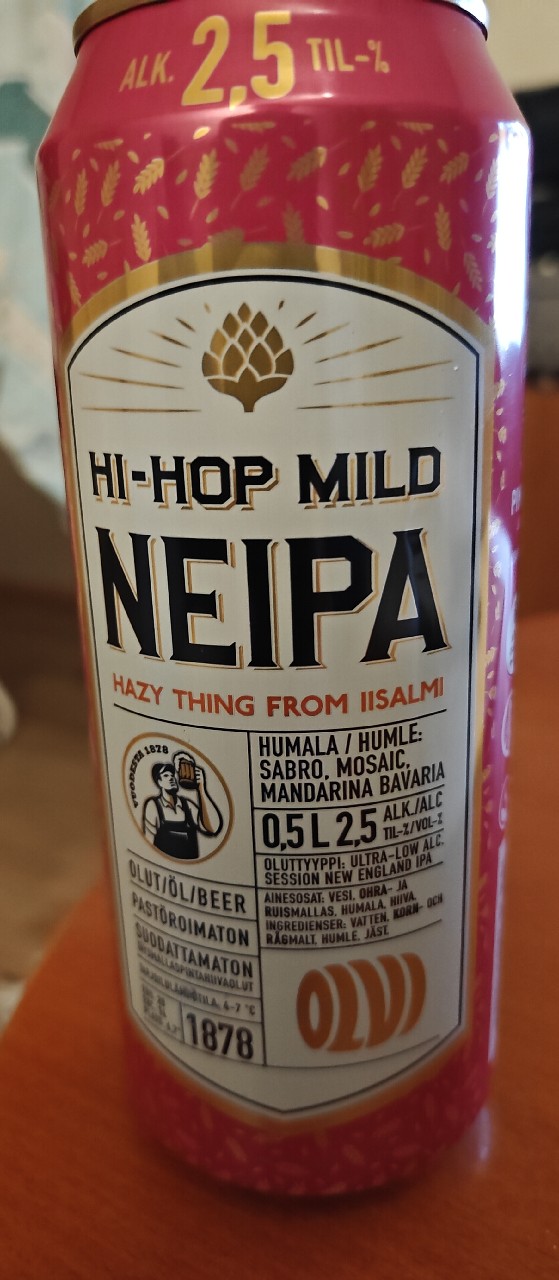 ALK. 2,5 TIL-%
HI-HOP MILD
NEIPA
HAZY THING FROM IISALMI
VUODESTA 1878
HUMALA / HUMLE:
SABRO, MOSAIC,
MANDARINA BAVARIA
0,5 L 2,5 ALK./ALC
TIL-%/VOL-%
OLUTTYYPPI: ULTRA-LOW ALC.
SESSION NEW ENGLAND IPA
AINESOSAT: VESI, OHRA- JA
RUISMALLAS, HUMALA, HIIVA.
INGREDIENSER: VATTEN, KORN- OCH
RÅGMALT, HUMLE, JÄST.
OLUT/ÖL/BEER
PASTÖROIMATON
SUODATTAMATON
6-7 °C
1878
OLVI